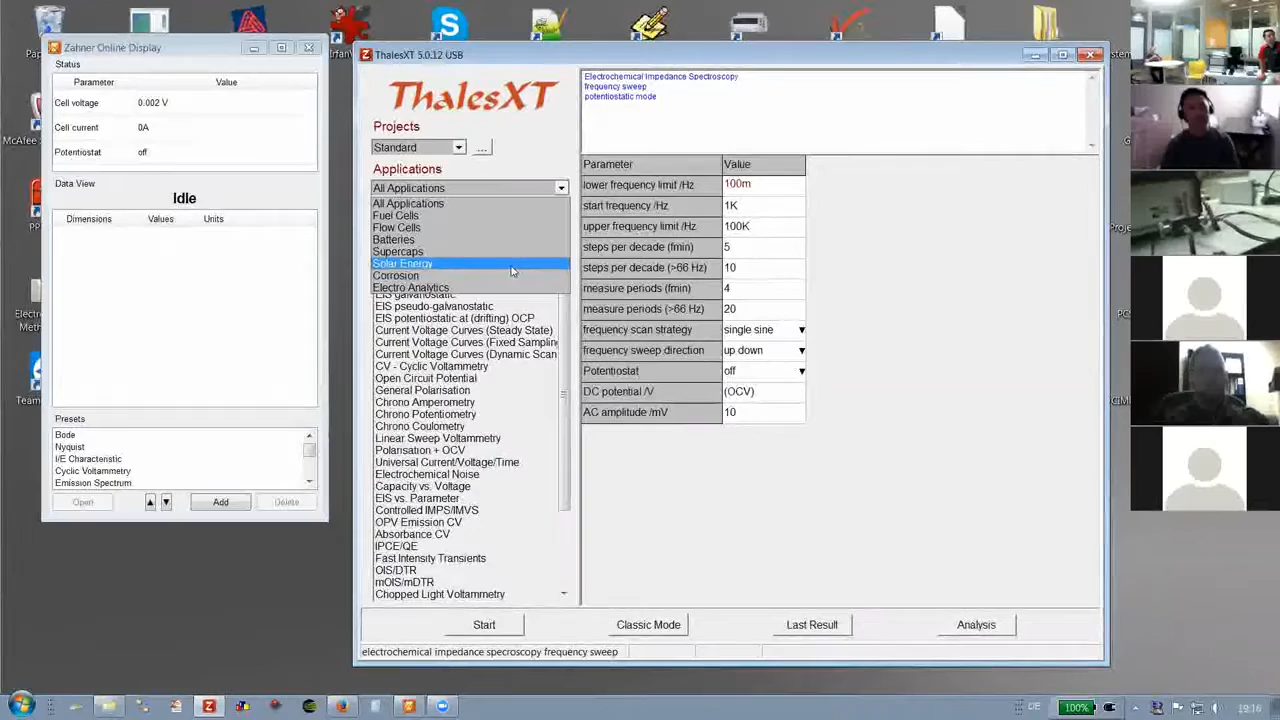 Zahner Online Display
Status
Parameter Value
Cell voltage 0.002 V
Cell current 0A
Potentiostat off
Data View
Idle
Dimensions Values Units
Presets
Bode
Nyquist
I/E Characteristic
Cyclic Voltammetry
Emission Spectrum
Open Add Delete
ThalesXT 5.0.12 USB
ThalesXT
Projects
Standard ...
Applications
All Applications
All Applications
Fuel Cells
Flow Cells
Batteries
Supercaps
Solar Energy
Corrosion
Electro Analytics
EIS galvanostatic
EIS pseudo-galvanostatic
EIS potentiostatic at (drifting) OCP
Current Voltage Curves (Steady State)
Current Voltage Curves (Fixed Sampling
Current Voltage Curves (Dynamic Scan
CV - Cyclic Voltammetry
Open Circuit Potential
General Polarisation
Chrono Amperometry
Chrono Potentiometry
Chrono Coulometry
Linear Sweep Voltammetry
Polarisation + OCV
Universal Current/Voltage/Time
Electrochemical Noise
Capacity vs. Voltage
EIS vs. Parameter
Controlled IMPS/IMVS
OPV Emission CV
Absorbance CV
IPCE/QE
Fast Intensity Transients
OIS/DTR
mOIS/mDTR
Chopped Light Voltammetry
Electrochemical Impedance Spectroscopy
frequency sweep
potentiostatic mode
Parameter Value
lower frequency limit /Hz 100m
start frequency /Hz 1K
upper frequency limit /Hz 100K
steps per decade (fmin) 5
steps per decade (>66 Hz) 10
measure periods (fmin) 4
measure periods (>66 Hz) 20
frequency scan strategy single sine
frequency sweep direction up down
Potentiostat off
DC potential /V (OCV)
AC amplitude /mV 10
Start Classic Mode Last Result Analysis
electrochemical impedance specroscopy frequency sweep
DE 100% 19:16